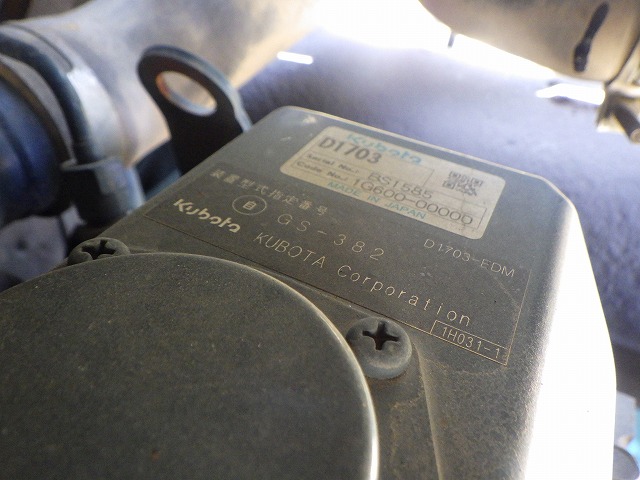 Kubota
D1703
Serial No.: BS1585
Code No.: 1G600-00000
MADE IN JAPAN
装置型式指定番号
自 GS-382
D1703-EDM
Kubota KUBOTA Corporation
1H031-1